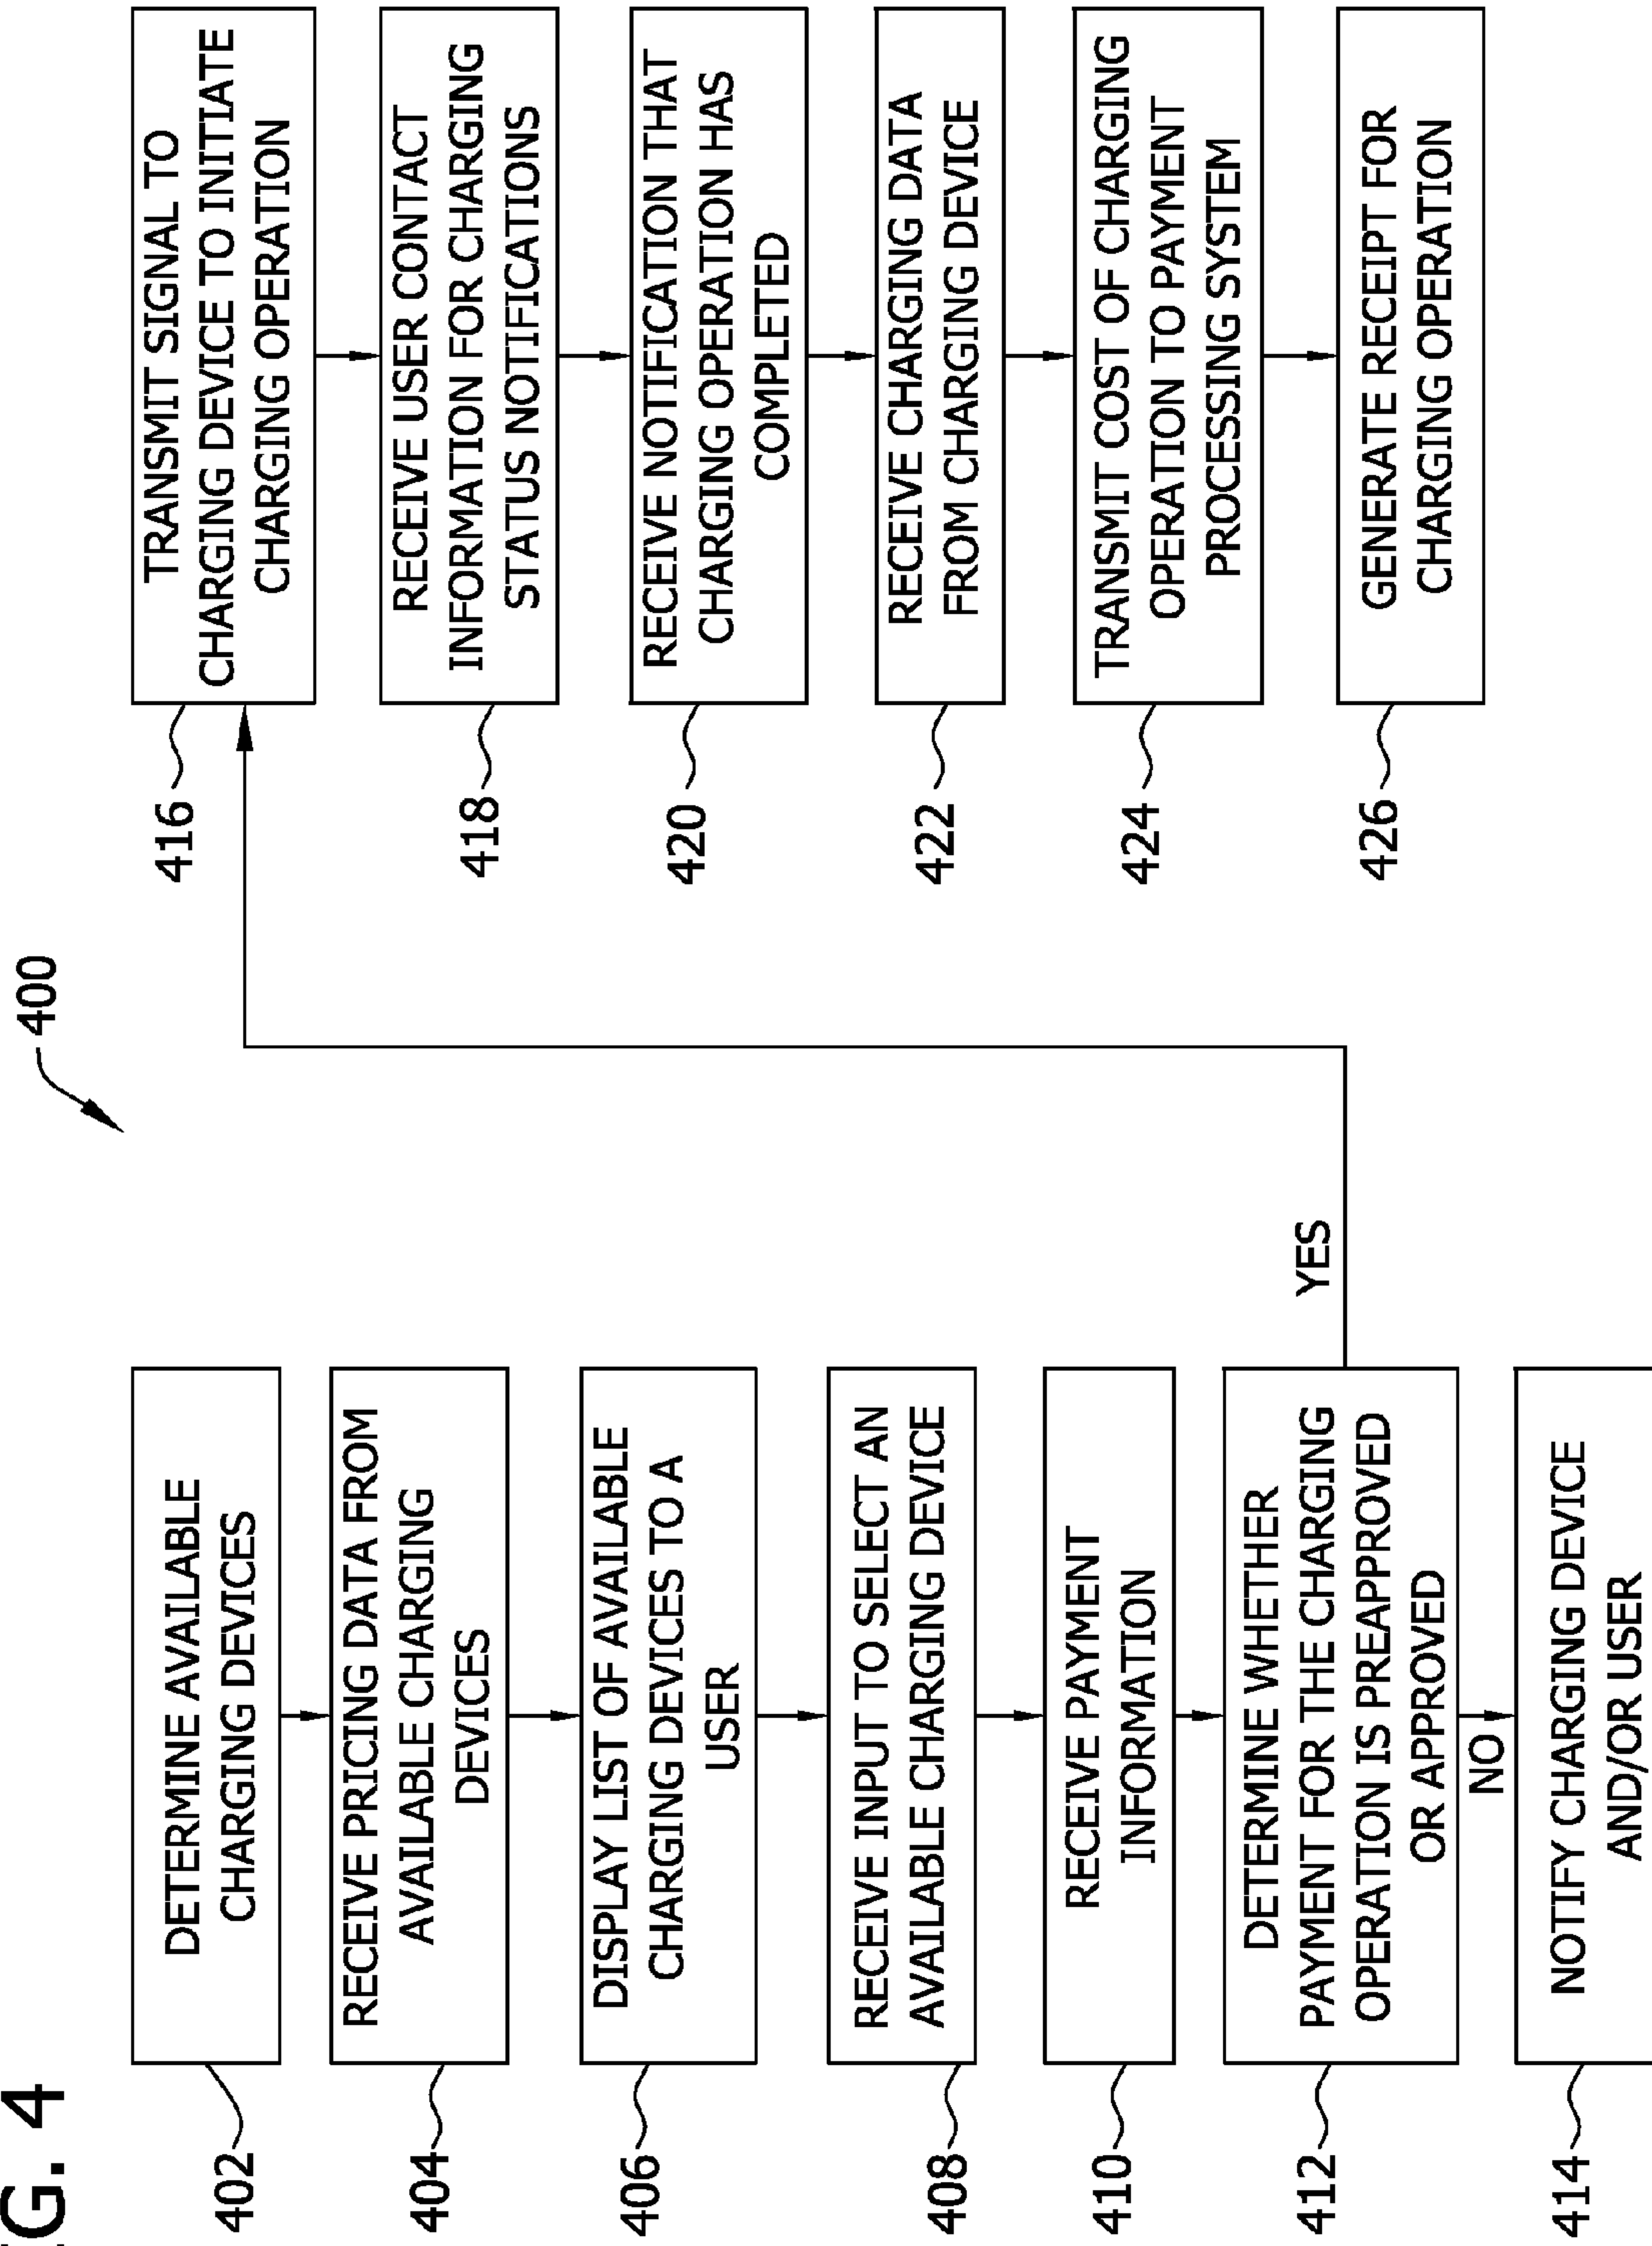 G. 4
400
402
DETERMINE AVAILABLE
CHARGING DEVICES
404
RECEIVE PRICING DATA FROM
AVAILABLE CHARGING
DEVICES
406
DISPLAY LIST OF AVAILABLE
CHARGING DEVICES TO A
USER
408
RECEIVE INPUT TO SELECT AN
AVAILABLE CHARGING DEVICE
410
RECEIVE PAYMENT
INFORMATION
412
DETERMINE WHETHER
PAYMENT FOR THE CHARGING
OPERATION IS PREAPPROVED
OR APPROVED
YES
NO
414
NOTIFY CHARGING DEVICE
AND/OR USER
416
TRANSMIT SIGNAL TO
CHARGING DEVICE TO INITIATE
CHARGING OPERATION
418
RECEIVE USER CONTACT
INFORMATION FOR CHARGING
STATUS NOTIFICATIONS
420
RECEIVE NOTIFICATION THAT
CHARGING OPERATION HAS
COMPLETED
422
RECEIVE CHARGING DATA
FROM CHARGING DEVICE
424
TRANSMIT COST OF CHARGING
OPERATION TO PAYMENT
PROCESSING SYSTEM
426
GENERATE RECEIPT FOR
CHARGING OPERATION